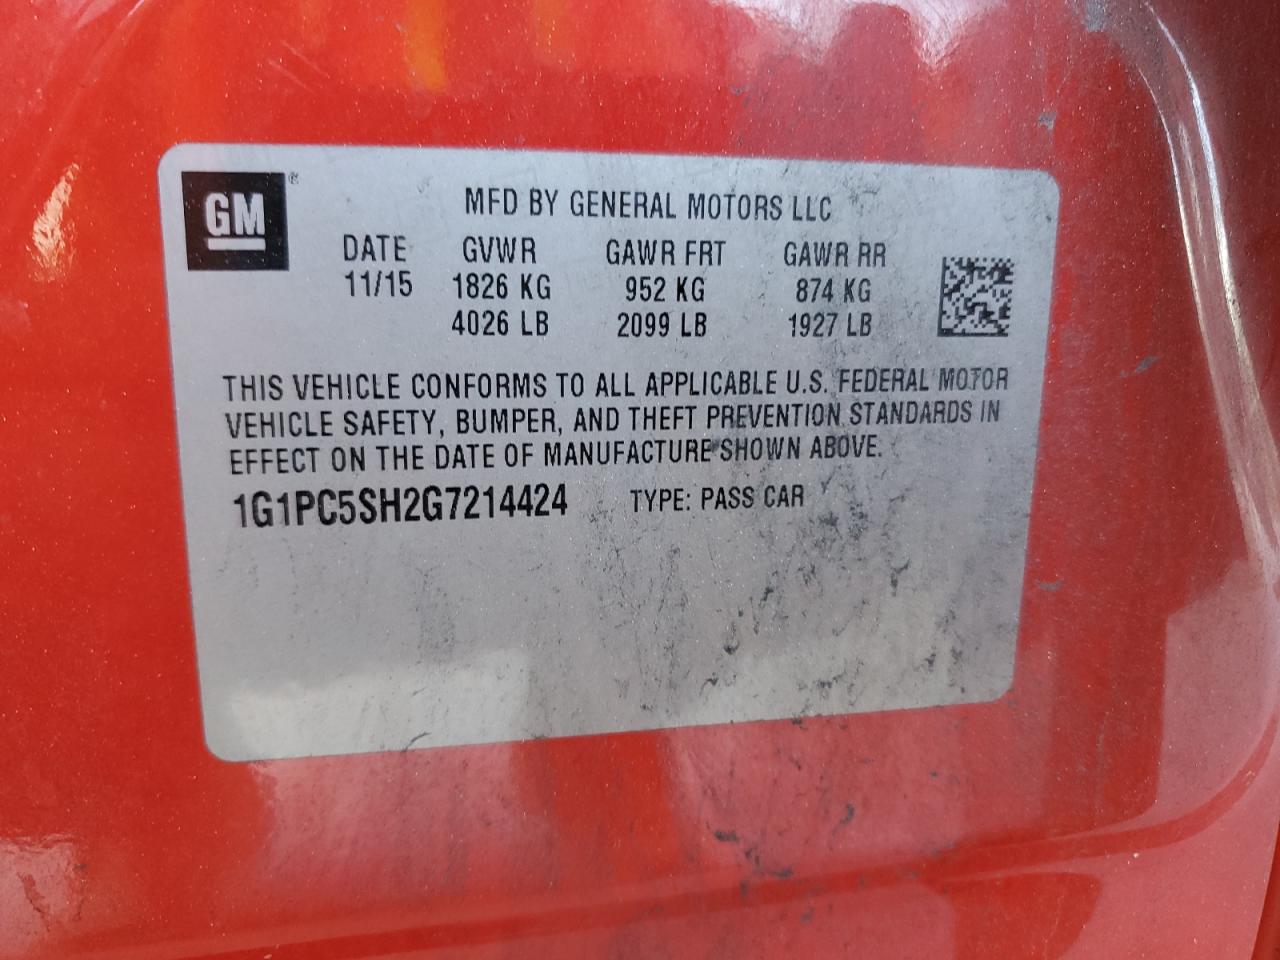 GM ®
MFD BY GENERAL MOTORS LLC
DATE GVWR GAWR FRT GAWR RR
11/15 1826 KG 952 KG 874 KG
4026 LB 2099 LB 1927 LB
THIS VEHICLE CONFORMS TO ALL APPLICABLE U.S. FEDERAL MOTOR
VEHICLE SAFETY, BUMPER, AND THEFT PREVENTION STANDARDS IN
EFFECT ON THE DATE OF MANUFACTURE SHOWN ABOVE.
1G1PC5SH2G7214424 TYPE: PASS CAR